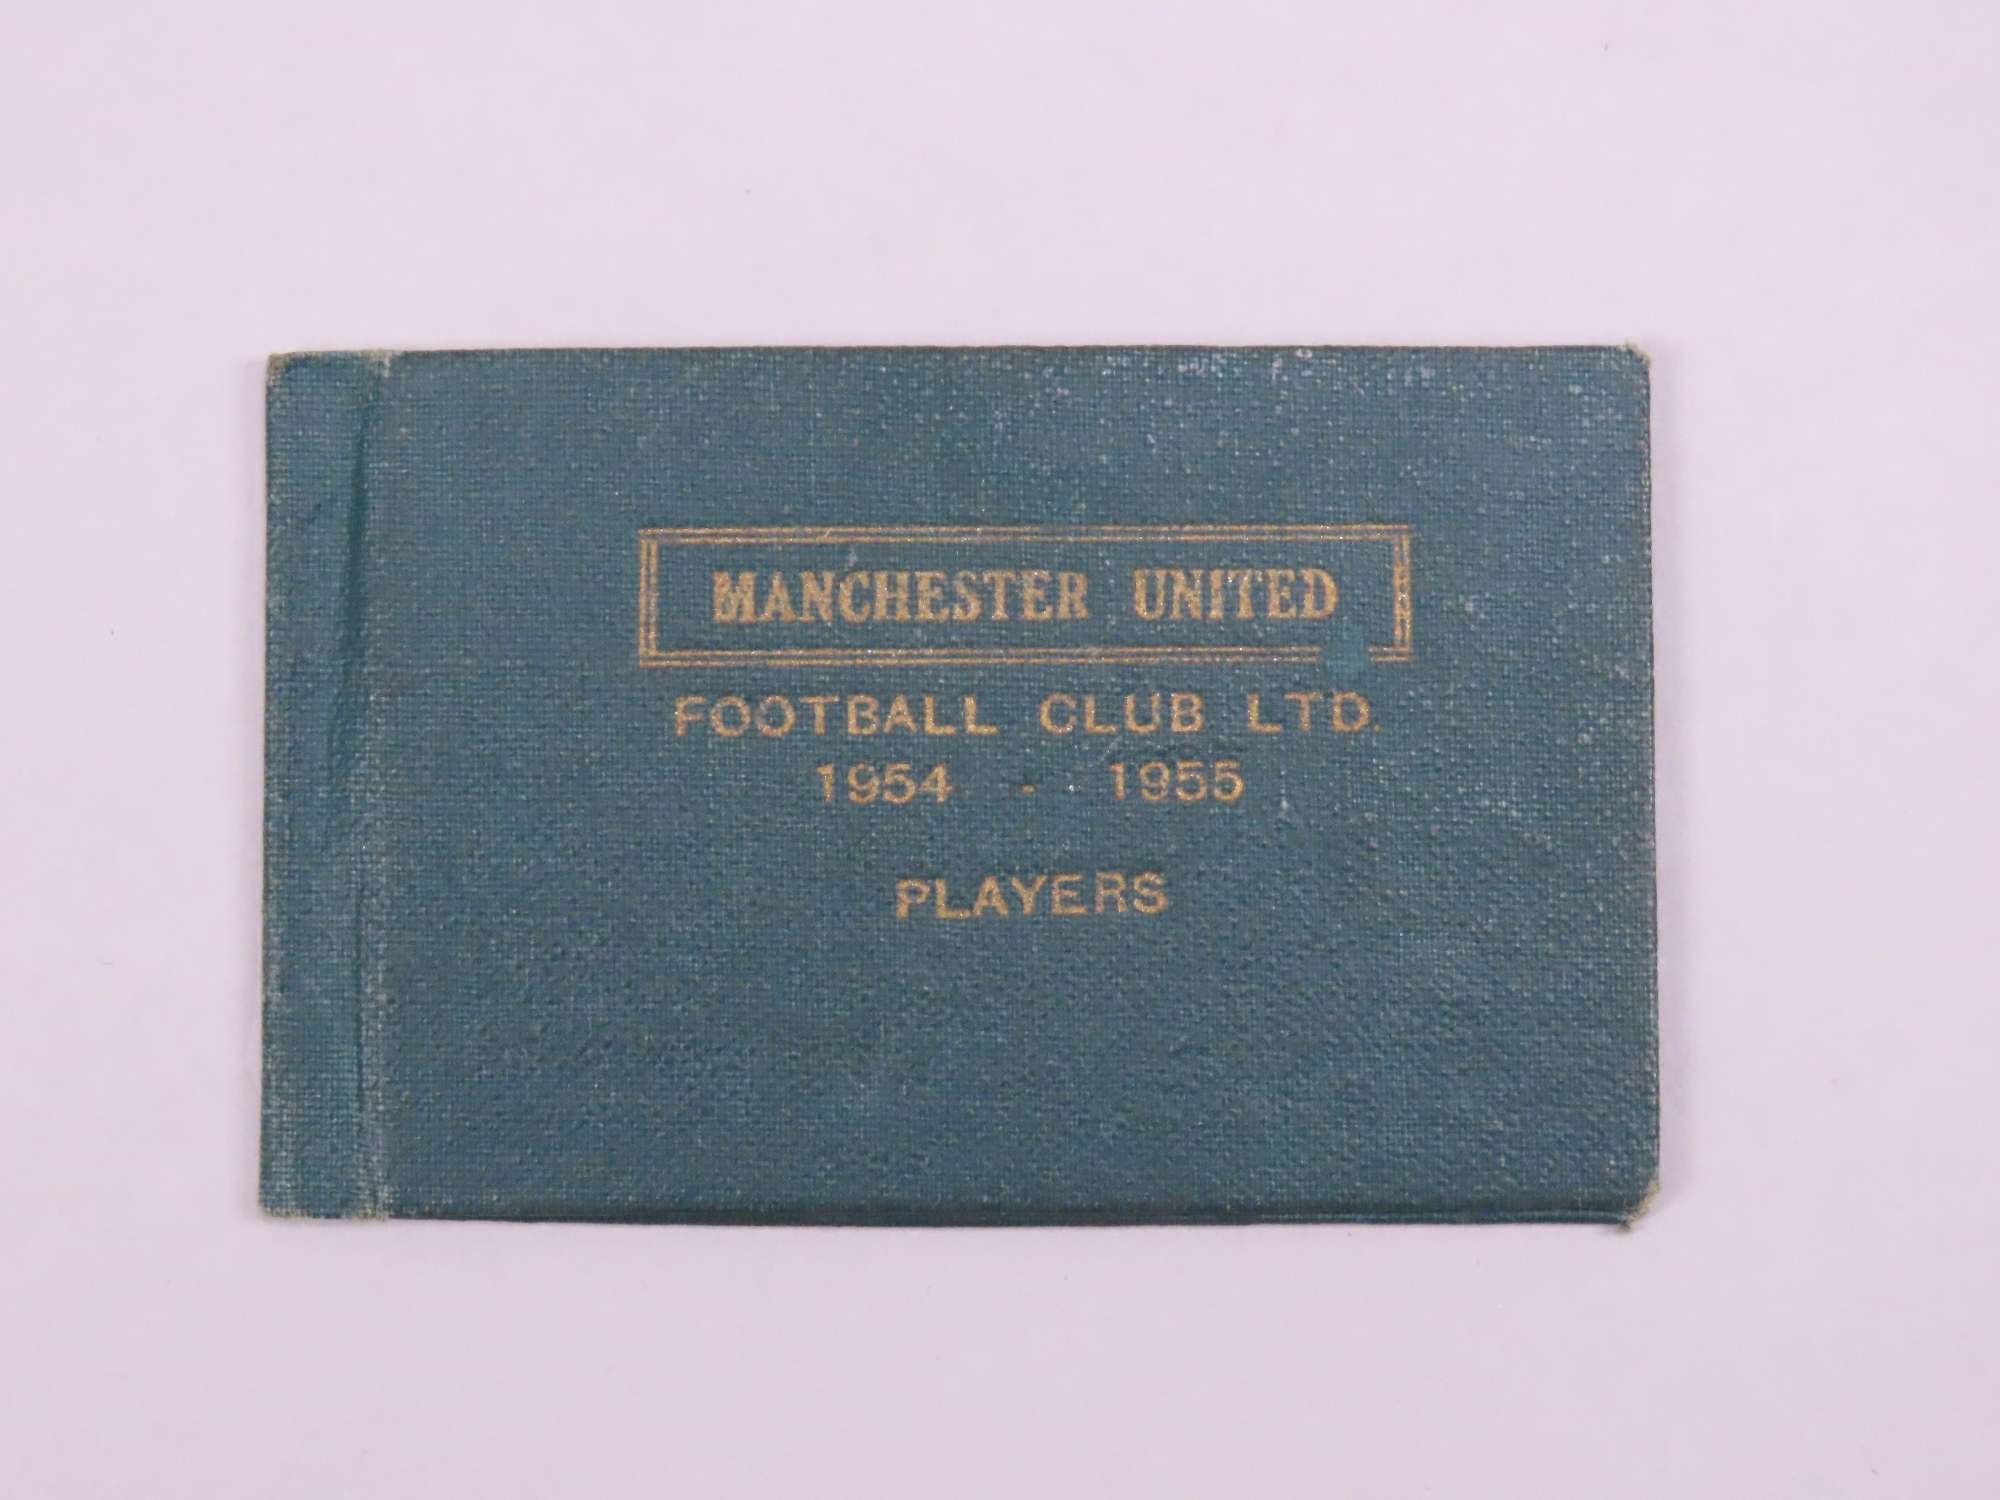 MANCHESTER UNITED
FOOTBALL CLUB LTD.
1954 - 1955
PLAYERS